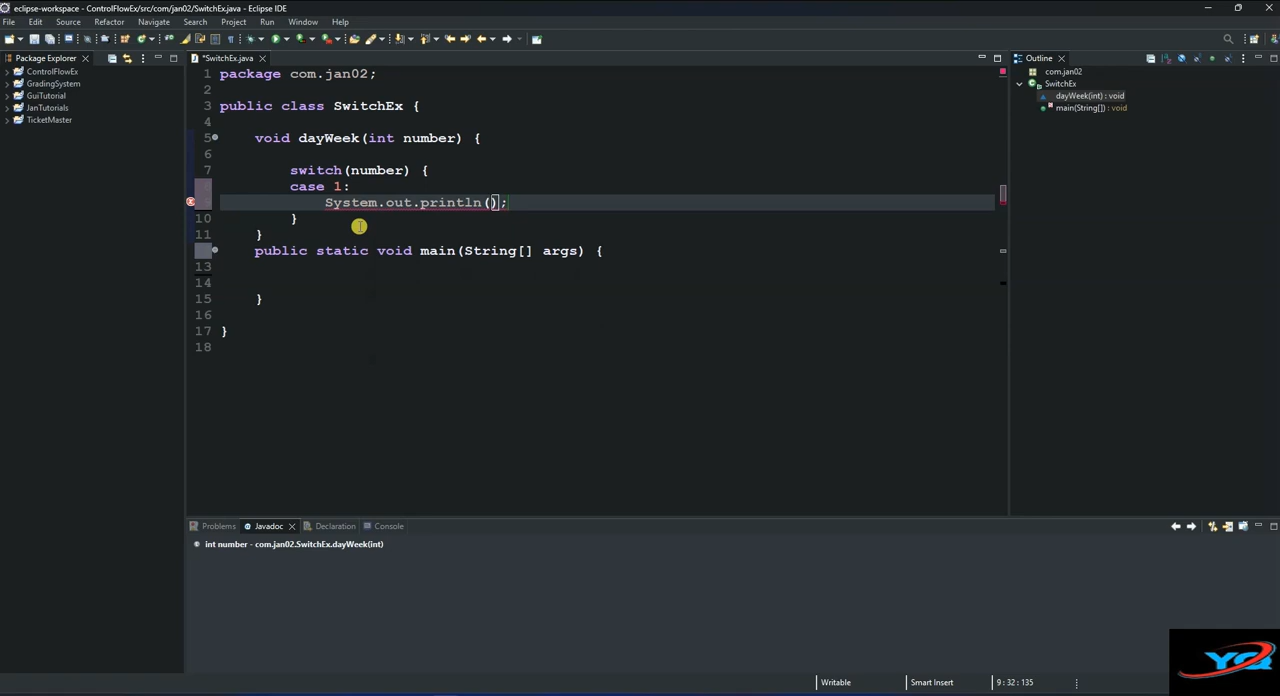 eclipse-workspace - ControlFlowEx/src/com/jan02/SwitchEx.java - Eclipse IDE
File Edit Source Refactor Navigate Search Project Run Window Help
Package Explorer
*SwitchEx.java
Outline
ControlFlowEx
GradingSystem
GuiTutorial
JanTutorials
TicketMaster
1 package com.jan02;
2
3 public class SwitchEx {
4
5 void dayWeek(int number) {
6
7 switch(number) {
case 1:
System.out.println();
10 }
11 }
public static void main(String[] args) {
13
14
15 }
16
17 }
18
com.jan02
SwitchEx
dayWeek(int) : void
main(String[]) : void
Problems Javadoc Declaration Console
int number - com.jan02.SwitchEx.dayWeek(int)
YQ
Writable Smart Insert 9 : 32 : 135